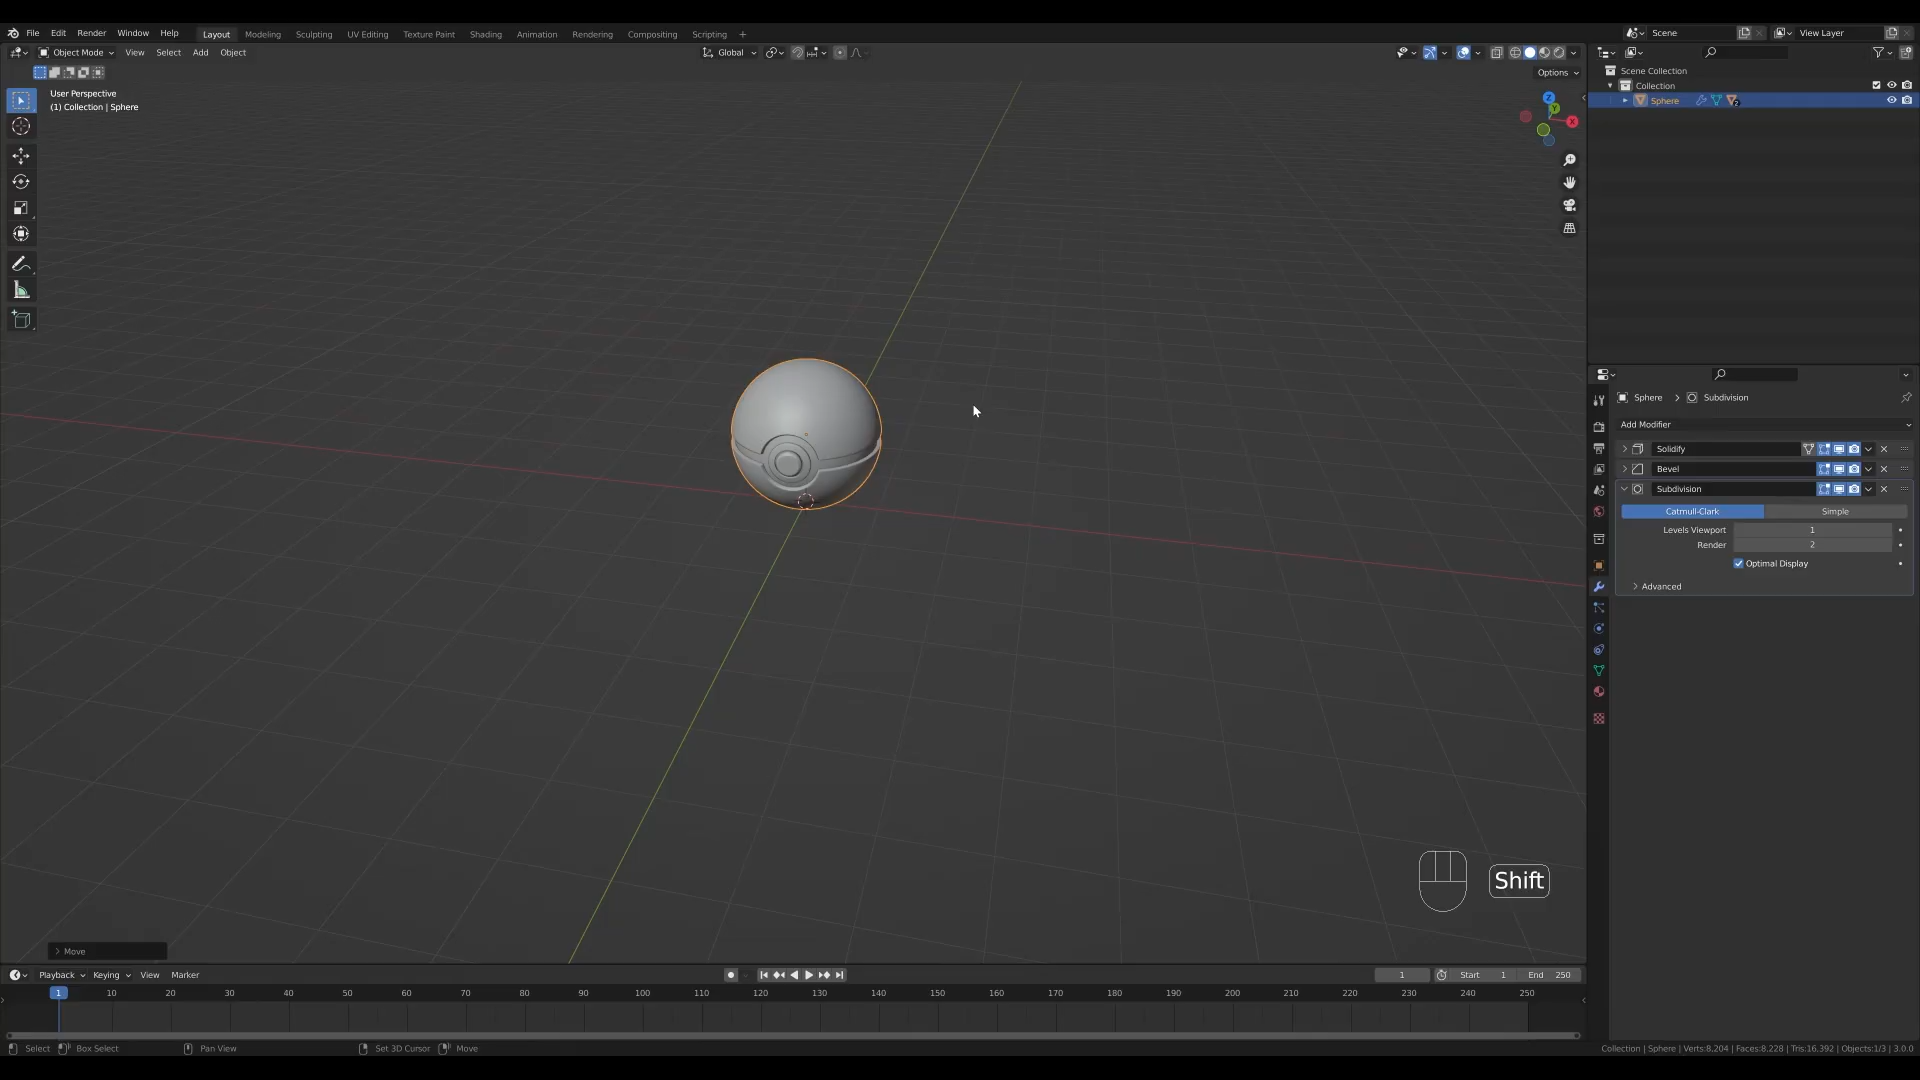 File Edit Render Window Help Layout Modeling Sculpting UV Editing Texture Paint Shading Animation Rendering Compositing Scripting + Scene View Layer
Object Mode View Select Add Object Global
Options
User Perspective
(1) Collection | Sphere
Z
Y
X
Scene Collection
Collection
Sphere 2
Sphere > Subdivision
Add Modifier
Solidify
Bevel
Subdivision
Catmull-Clark Simple
Levels Viewport 1
Render 2
Optimal Display
Advanced
Shift
Move
Playback Keying View Marker 1 Start 1 End 250
1 10 20 30 40 50 60 70 80 90 100 110 120 130 140 150 160 170 180 190 200 210 220 230 240 250
Select Box Select Pan View Set 3D Cursor Move Collection | Sphere | Verts:8.204 | Faces:8.228 | Tris:16.392 | Objects:1/3 | 3.0.0